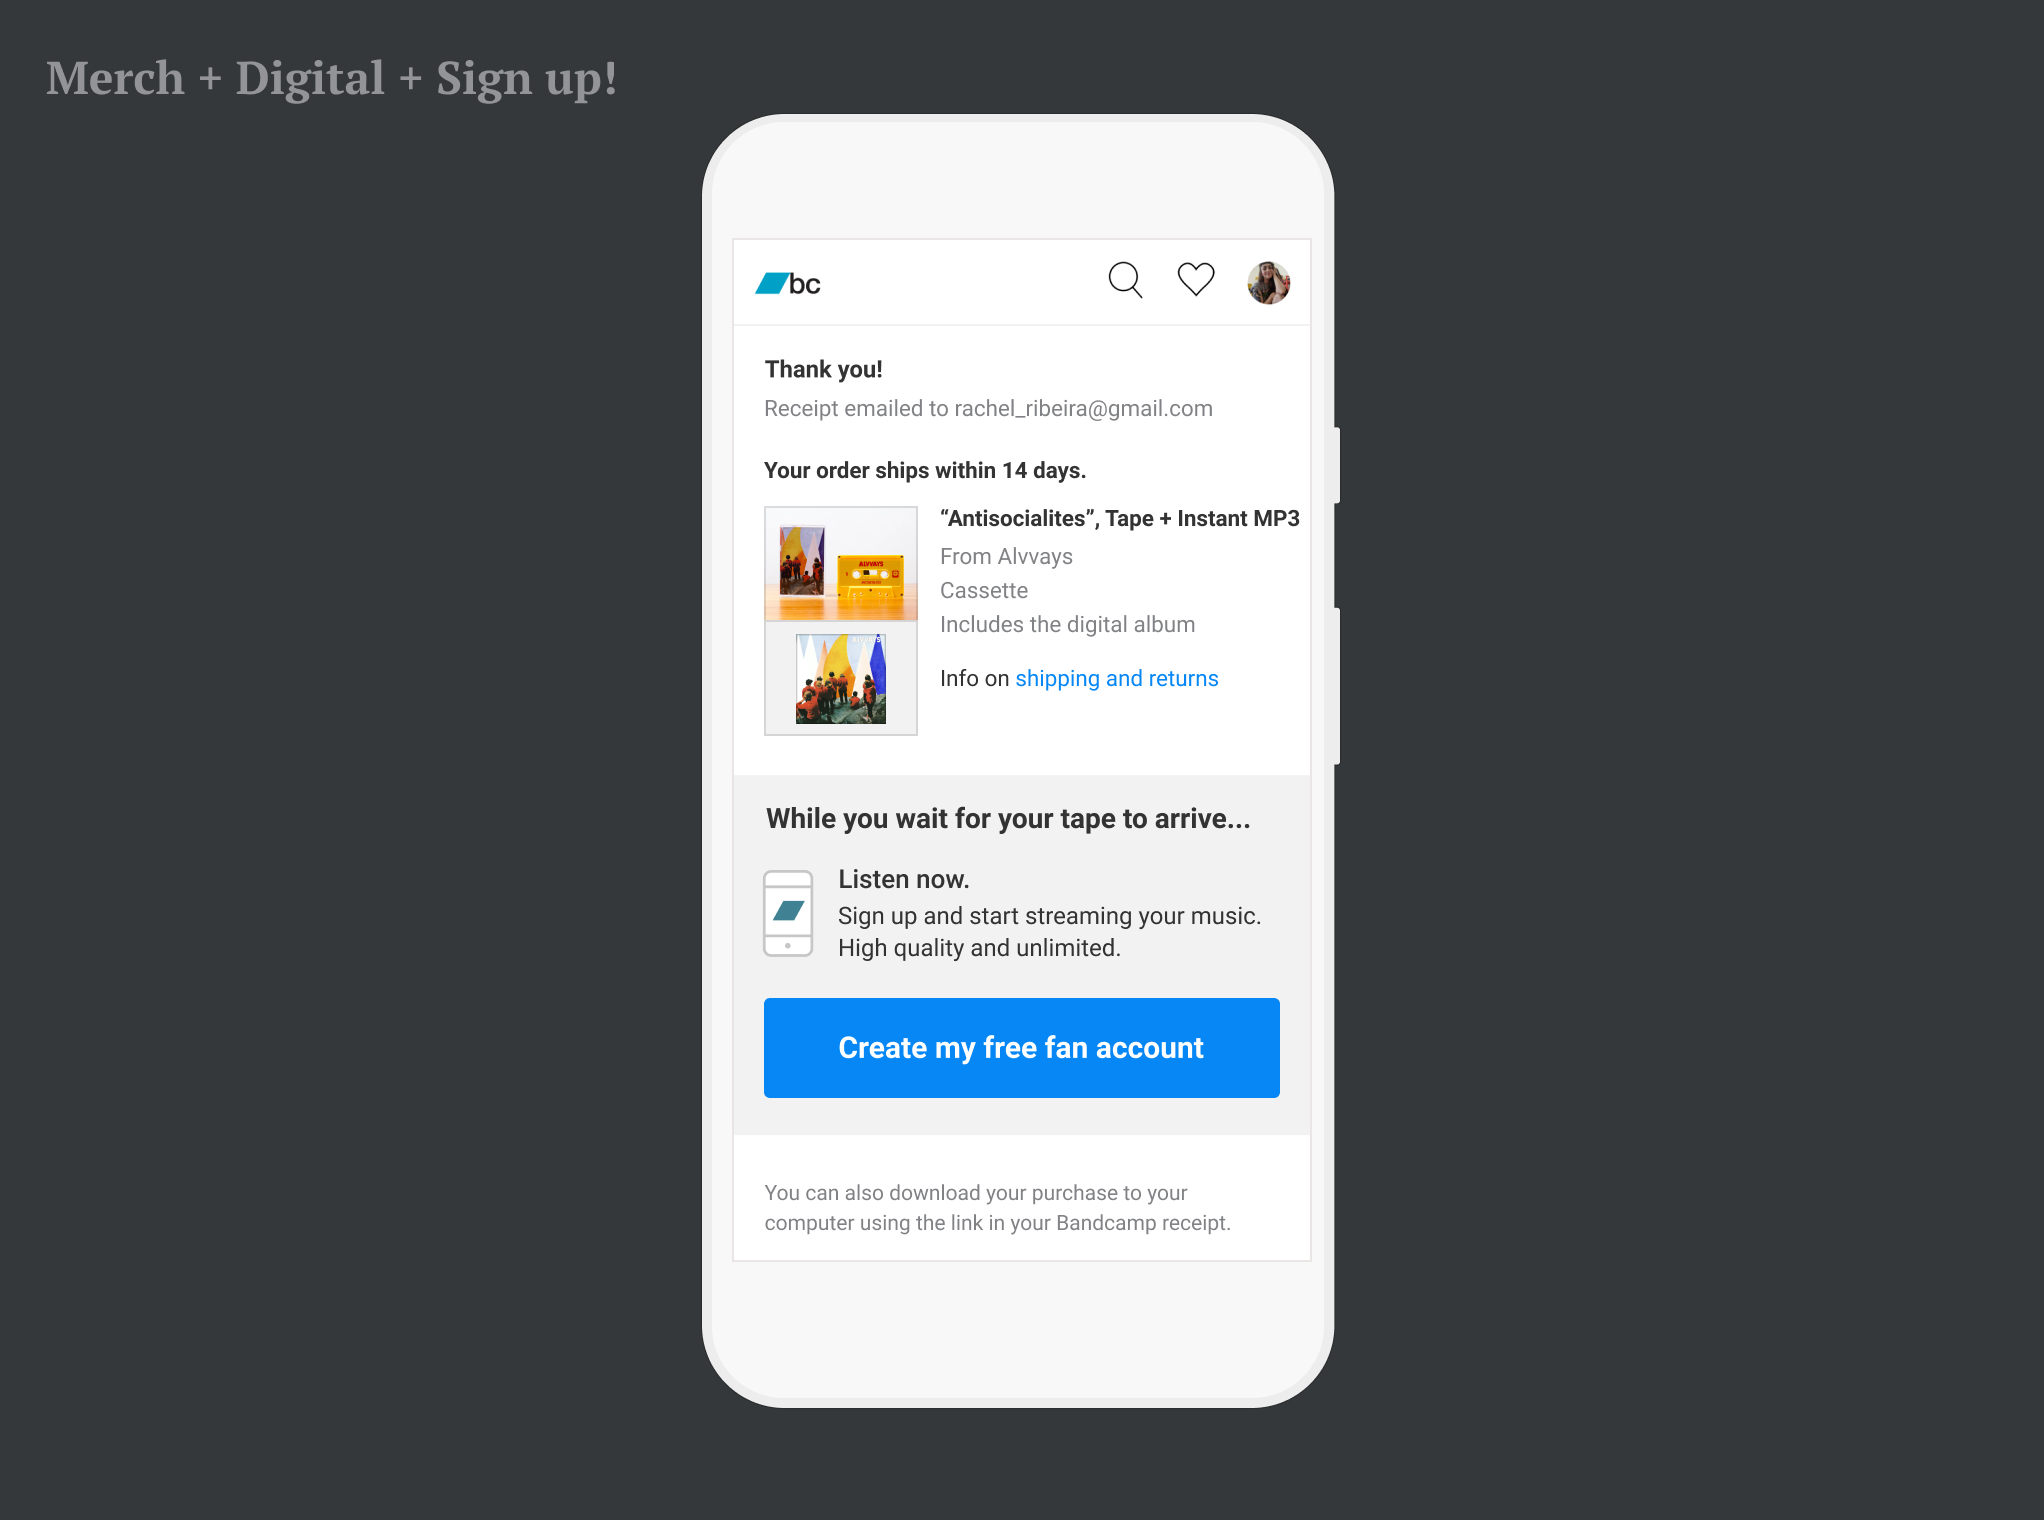 Merch + Digital + Sign up!
bc
Thank you!
Receipt emailed to rachel_ribeira@gmail.com
Your order ships within 14 days.
“Antisocialites”, Tape + Instant MP3
From Alvvays
Cassette
Includes the digital album
Info on shipping and returns
ALVVAYS
While you wait for your tape to arrive...
Listen now.
Sign up and start streaming your music.
High quality and unlimited.
Create my free fan account
You can also download your purchase to your
computer using the link in your Bandcamp receipt.